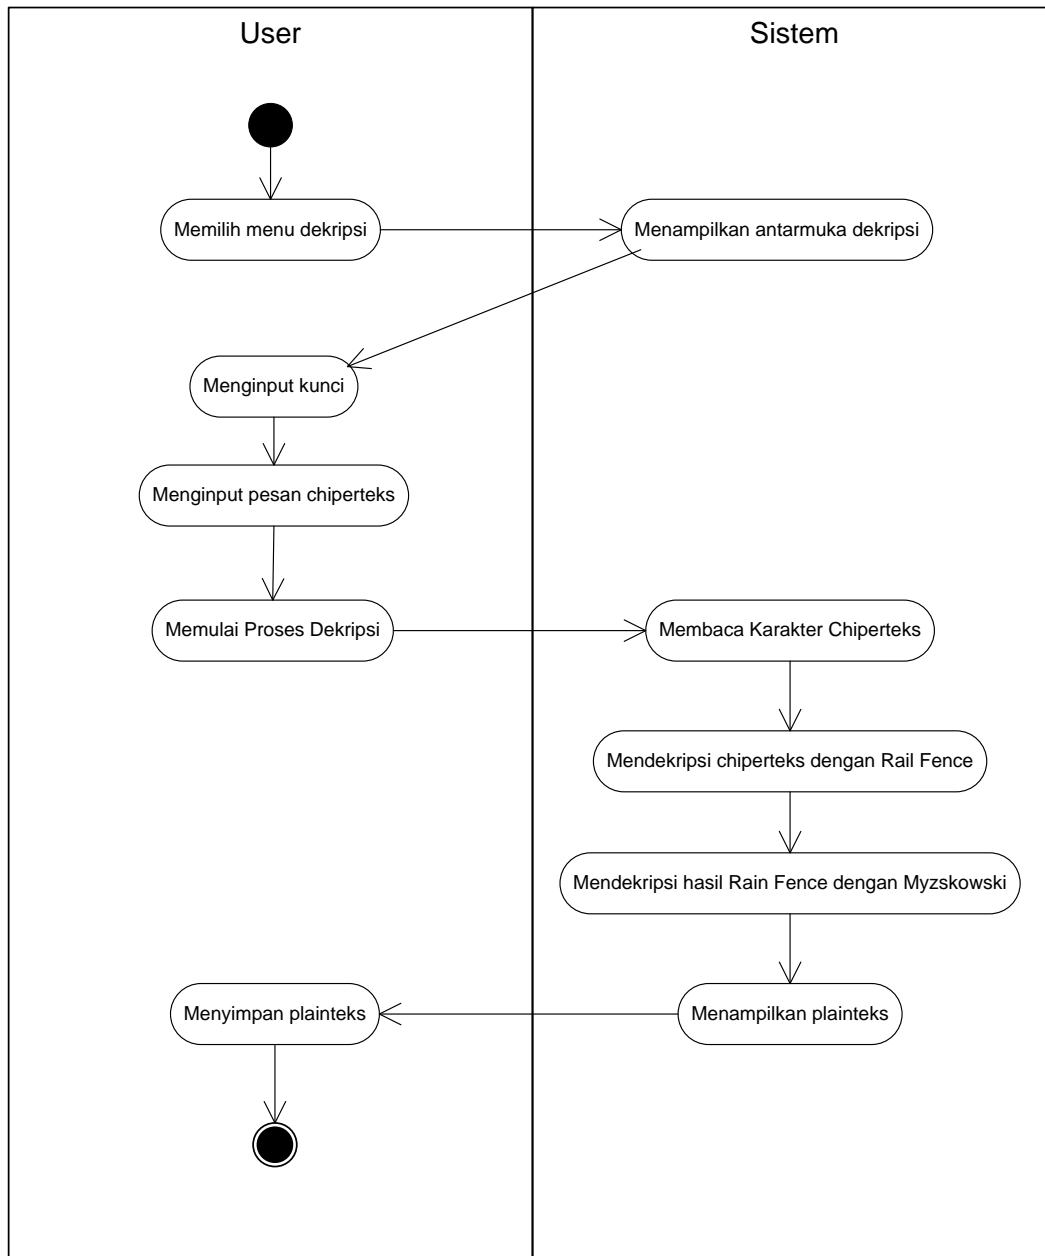 User
Sistem
Memilih menu dekripsi
Menampilkan antarmuka dekripsi
Menginput kunci
Menginput pesan chiperteks
Memulai Proses Dekripsi
Membaca Karakter Chiperteks
Mendekripsi chiperteks dengan Rail Fence
Mendekripsi hasil Rain Fence dengan Myzskowski
Menyimpan plainteks
Menampilkan plainteks